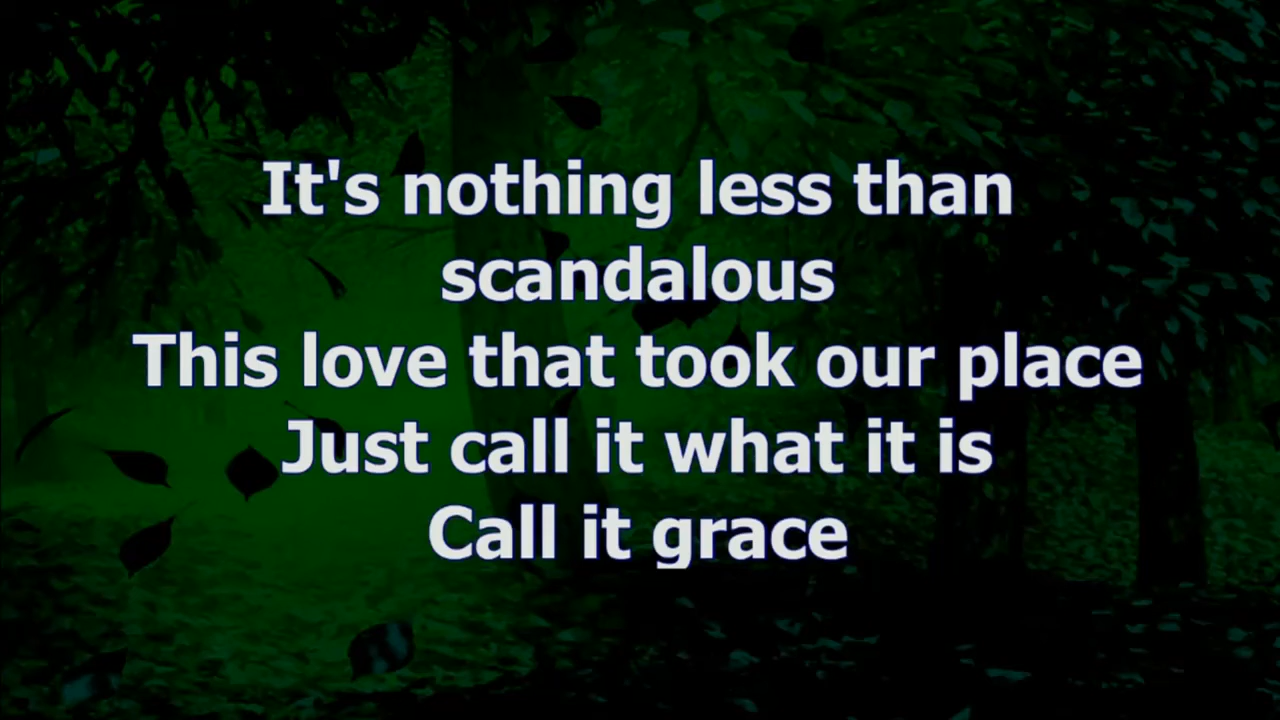 It's nothing less than
scandalous
This love that took our place
Just call it what it is
Call it grace